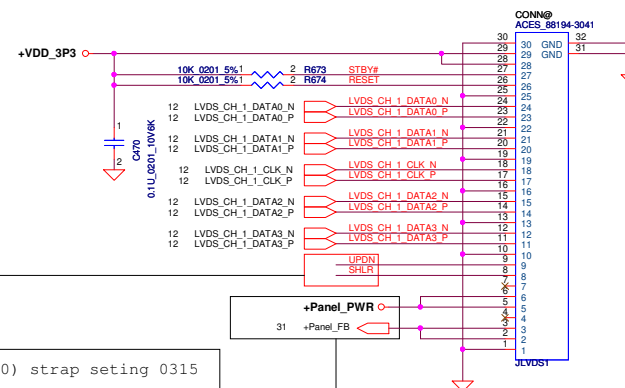 CONN@
ACES_88194-3041
+VDD_3P3
30 30 GND 32
29 29 GND 31
28 28
10K_0201_5% 1 2 R673 STBY# 27 27
10K_0201_5% 1 2 R674 RESET 26 26
25 25
12 LVDS_CH_1_DATA0_N LVDS_CH_1_DATA0_N 24 24
12 LVDS_CH_1_DATA0_P LVDS_CH_1_DATA0_P 23 23
22 22
12 LVDS_CH_1_DATA1_N LVDS_CH_1_DATA1_N 21 21
12 LVDS_CH_1_DATA1_P LVDS_CH_1_DATA1_P 20 20
19 19
12 LVDS_CH_1_CLK_N LVDS_CH_1_CLK_N 18 18
12 LVDS_CH_1_CLK_P LVDS_CH_1_CLK_P 17 17
16 16
12 LVDS_CH_1_DATA2_N LVDS_CH_1_DATA2_N 15 15
12 LVDS_CH_1_DATA2_P LVDS_CH_1_DATA2_P 14 14
13 13
12 LVDS_CH_1_DATA3_N LVDS_CH_1_DATA3_N 12 12
12 LVDS_CH_1_DATA3_P LVDS_CH_1_DATA3_P 11 11
10 10
UPDN 9 9
SHLR 8 8
7 7
6 6
+Panel_PWR 5 5
4 4
31 +Panel_FB 3 3
2 2
1 1
JLVDS1
1
2
C470
0.1U_0201_10V6K
0) strap seting 0315